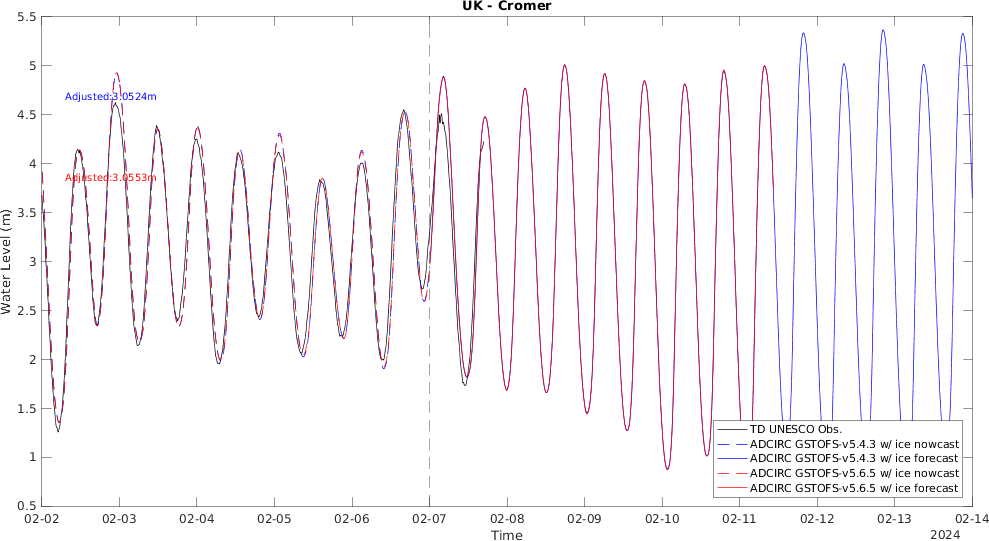 UK - Cromer
5.5
5
4.5
4
3.5
3
2.5
2
1.5
1
0.5
Water Level (m)
Adjusted:3.0524m
Adjusted:3.0553m
TD UNESCO Obs.
ADCIRC GSTOFS-v5.4.3 w/ ice nowcast
ADCIRC GSTOFS-v5.4.3 w/ ice forecast
ADCIRC GSTOFS-v5.6.5 w/ ice nowcast
ADCIRC GSTOFS-v5.6.5 w/ ice forecast
02-02 02-03 02-04 02-05 02-06 02-07 02-08 02-09 02-10 02-11 02-12 02-13 02-14
Time
2024